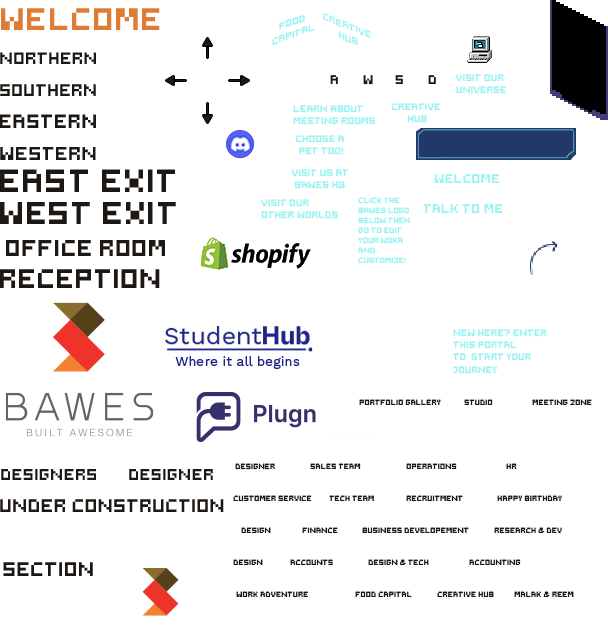 WELCOME
FOOD CAPITAL
CREATIVE HUB
NORTHERN
SOUTHERN
EASTERN
WESTERN
A W S D
VISIT OUR
UNIVERSE
LEARN ABOUT
MEETING ROOMS
CREATIVE
HUB
CHOOSE A
PET TOO!
EAST EXIT
WEST EXIT
VISIT US AT
BAWES HQ
WELCOME
VISIT OUR
OTHER WORLDS
CLICK THE
BAWES LOGO
BELOW THEN
GO TO EDIT
YOUR WOKA
AND
CUSTOMIZE!
TALK TO ME
OFFICE ROOM
shopify
RECEPTION
StudentHub.
Where it all begins
NEW HERE? ENTER
THIS PORTAL
TO START YOUR
JOURNEY
BAWES
BUILT AWESOME
Plugn
PORTFOLIO GALLERY STUDIO MEETING ZONE
DESIGNERS DESIGNER
DESIGNER SALES TEAM OPERATIONS HR
UNDER CONSTRUCTION
CUSTOMER SERVICE TECH TEAM RECRUITMENT HAPPY BIRTHDAY
DESIGN FINANCE BUSINESS DEVELOPEMENT RESEARCH & DEV
SECTION
DESIGN ACCOUNTS DESIGN & TECH ACCOUNTING
WORK ADVENTURE FOOD CAPITAL CREATIVE HUB MALAK & REEM